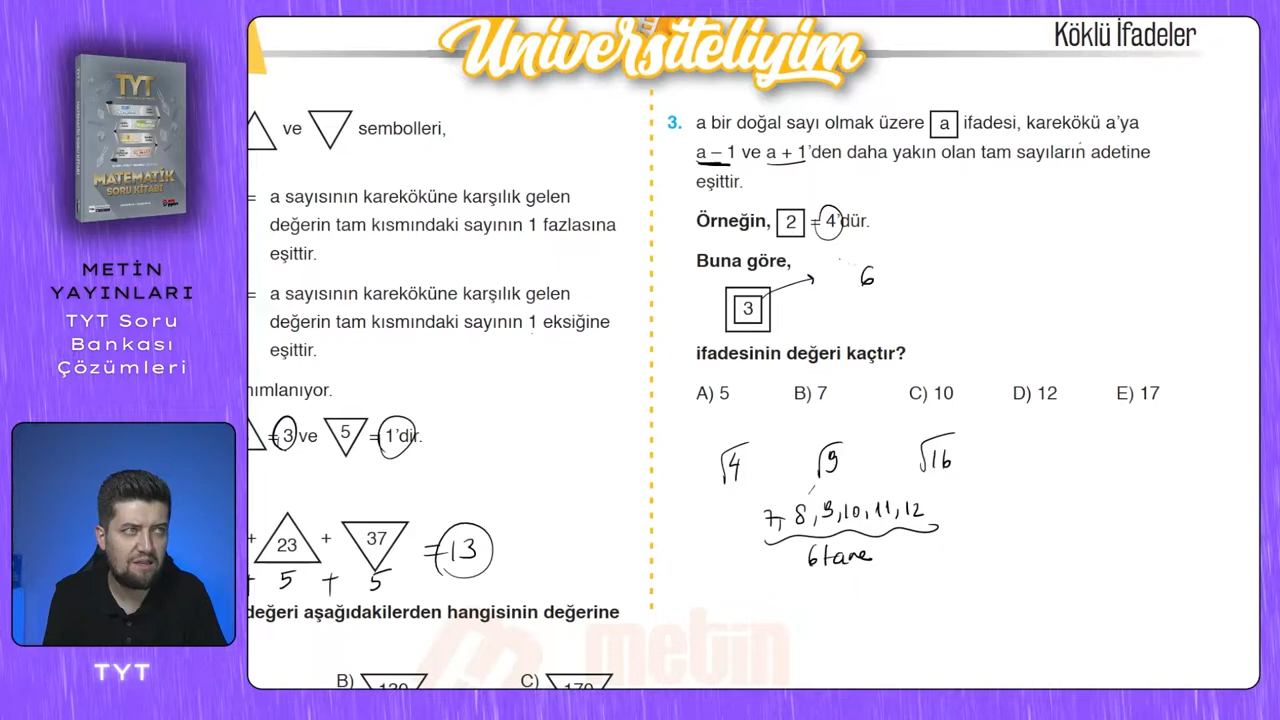 Üniversiteliyim
Köklü İfadeler
TYT
MATEMATİK
SORU KİTABI
METİN
YAYINLARI
TYT Soru
Bankası
Çözümleri
TYT
ve sembolleri,
= a sayısının kareköküne karşılık gelen
değerin tam kısmındaki sayının 1 fazlasına
eşittir.
= a sayısının kareköküne karşılık gelen
değerin tam kısmındaki sayının 1 eksiğine
eşittir.
nımlanıyor.
= 3 ve 5 = 1'dir.
+ 23 + 37 = 13
+ 5 + 5
değeri aşağıdakilerden hangisinin değerine
B) 130 C) 170
3. a bir doğal sayı olmak üzere a ifadesi, karekökü a'ya
a – 1 ve a + 1'den daha yakın olan tam sayıların adetine
eşittir.
Örneğin, 2 = 4'dür.
Buna göre,
6
3
ifadesinin değeri kaçtır?
A) 5 B) 7 C) 10 D) 12 E) 17
√4 √9 √16
7, 8, 9, 10, 11, 12
6 tane
metin